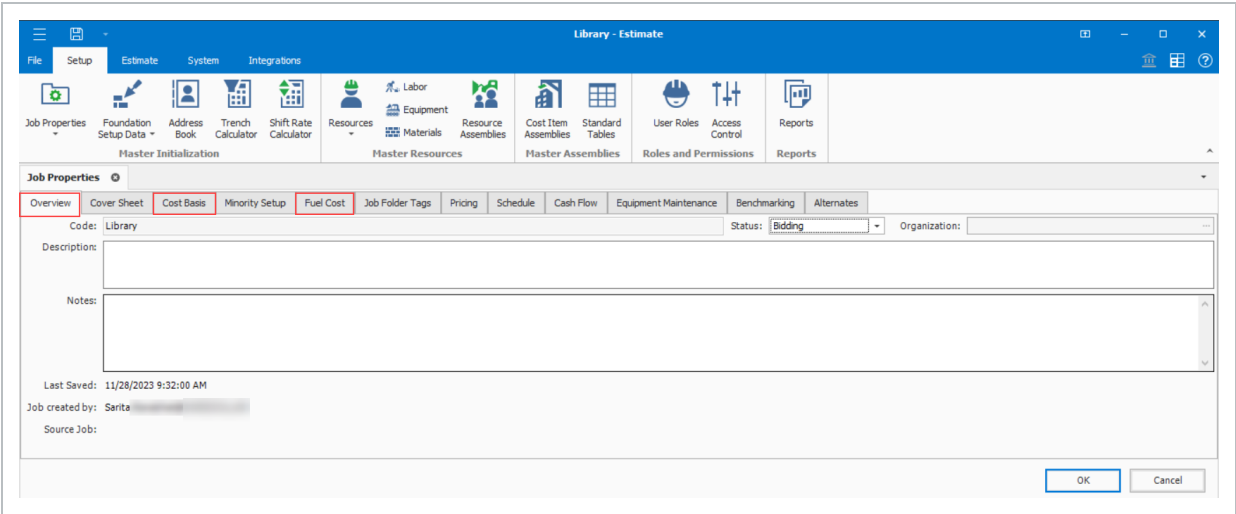 Library - Estimate
File Setup Estimate System Integrations
Job Properties
Foundation Setup Data
Address Book
Trench Calculator
Shift Rate Calculator
Master Initialization
Resources
Labor
Equipment
Materials
Resource Assemblies
Master Resources
Cost Item Assemblies
Standard Tables
Master Assemblies
User Roles
Access Control
Roles and Permissions
Reports
Reports
Job Properties
Overview Cover Sheet Cost Basis Minority Setup Fuel Cost Job Folder Tags Pricing Schedule Cash Flow Equipment Maintenance Benchmarking Alternates
Code: Library Status: Bidding Organization:
Description:
Notes:
Last Saved: 11/28/2023 9:32:00 AM
Job created by: Sarita
Source Job:
OK Cancel